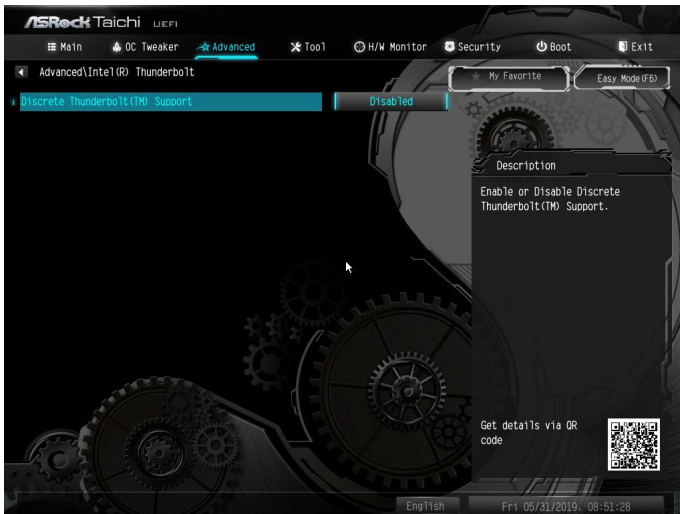 ASRock Taichi UEFI
Main OC Tweaker Advanced Tool H/W Monitor Security Boot Exit
Advanced\Intel(R) Thunderbolt
My Favorite Easy Mode(F6)
Discrete Thunderbolt(TM) Support Disabled
Description
Enable or Disable Discrete
Thunderbolt(TM) Support.
Get details via QR
code
English Fri 05/31/2019, 08:51:28